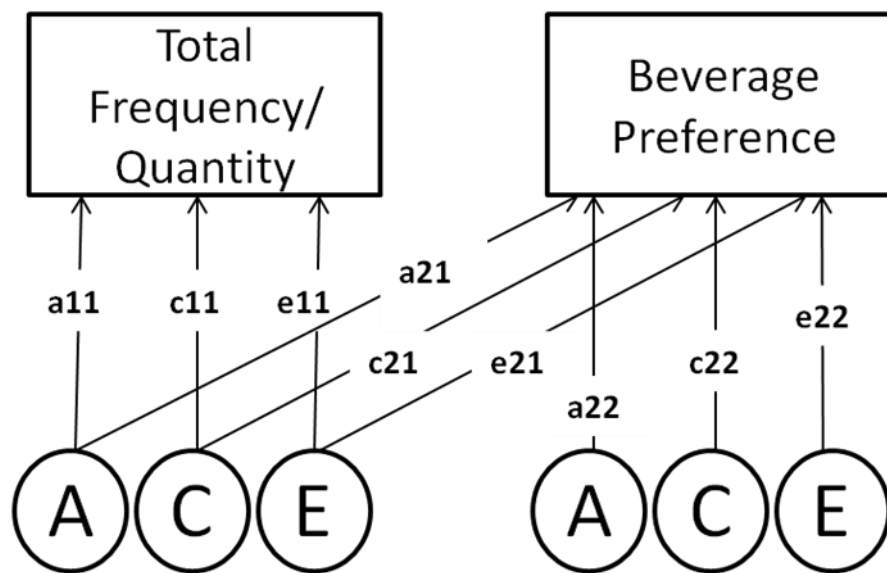 Total
Frequency/
Quantity
Beverage
Preference
a11
c11
e11
a21
c21
e21
a22
c22
e22
A
C
E
A
C
E